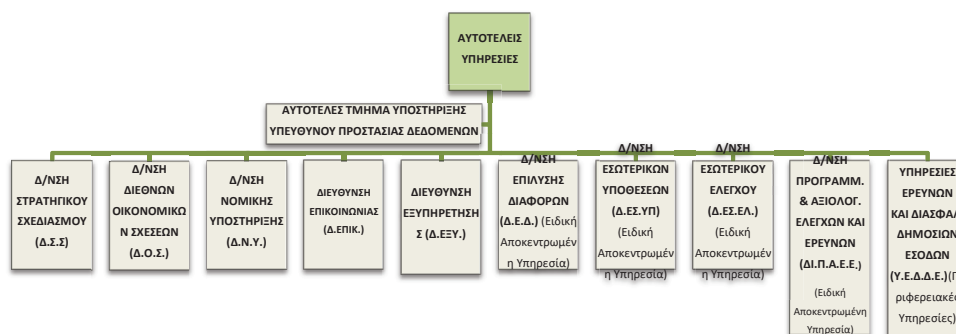 ΑΥΤΟΤΕΛΕΙΣ
ΥΠΗΡΕΣΙΕΣ
ΑΥΤΟΤΕΛΕΣ ΤΜΗΜΑ ΥΠΟΣΤΗΡΙΞΗΣ
ΥΠΕΥΘΥΝΟΥ ΠΡΟΣΤΑΣΙΑΣ ΔΕΔΟΜΕΝΩΝ
Δ/ΝΣΗ
ΣΤΡΑΤΗΓΙΚΟΥ
ΣΧΕΔΙΑΣΜΟΥ
(Δ.Σ.Σ)
Δ/ΝΣΗ
ΔΙΕΘΝΩΝ
ΟΙΚΟΝΟΜΙΚΩ
Ν ΣΧΕΣΕΩΝ
(Δ.Ο.Σ.)
Δ/ΝΣΗ
ΝΟΜΙΚΗΣ
ΥΠΟΣΤΗΡΙΞΗΣ
(Δ.Ν.Υ.)
ΔΙΕΥΘΥΝΣΗ
ΕΠΙΚΟΙΝΩΝΙΑΣ
(Δ.ΕΠΙΚ.)
ΔΙΕΥΘΥΝΣΗ
ΕΞΥΠΗΡΕΤΗΣΗ
Σ (Δ.ΕΞΥ.)
Δ/ΝΣΗ
ΕΠΙΛΥΣΗΣ
ΔΙΑΦΟΡΩΝ
(Δ.Ε.Δ.) (Ειδική
Αποκεντρωμέν
η Υπηρεσία)
Δ/ΝΣΗ
ΕΣΩΤΕΡΙΚΩΝ
ΥΠΟΘΕΣΕΩΝ
(Δ.ΕΣ.ΥΠ)
(Ειδική
Αποκεντρωμέν
η Υπηρεσία)
Δ/ΝΣΗ
ΕΣΩΤΕΡΙΚΟΥ
ΕΛΕΓΧΟΥ
(Δ.ΕΣ.ΕΛ.)
(Ειδική
Αποκεντρωμέν
η Υπηρεσία)
Δ/ΝΣΗ
ΠΡΟΓΡΑΜΜ.
& ΑΞΙΟΛΟΓ.
ΕΛΕΓΧΩΝ ΚΑΙ
ΕΡΕΥΝΩΝ
(ΔΙ.Π.Α.Ε.Ε.)
(Ειδική
Αποκεντρωμένη
Υπηρεσία)
ΥΠΗΡΕΣΙΕΣ
ΕΡΕΥΝΩΝ
ΚΑΙ ΔΙΑΣΦΑΛ
ΔΗΜΟΣΙΩΝ
ΕΣΟΔΩΝ
(Υ.Ε.Δ.Δ.Ε.)(Π
ριφερειακές
Υπηρεσίες)